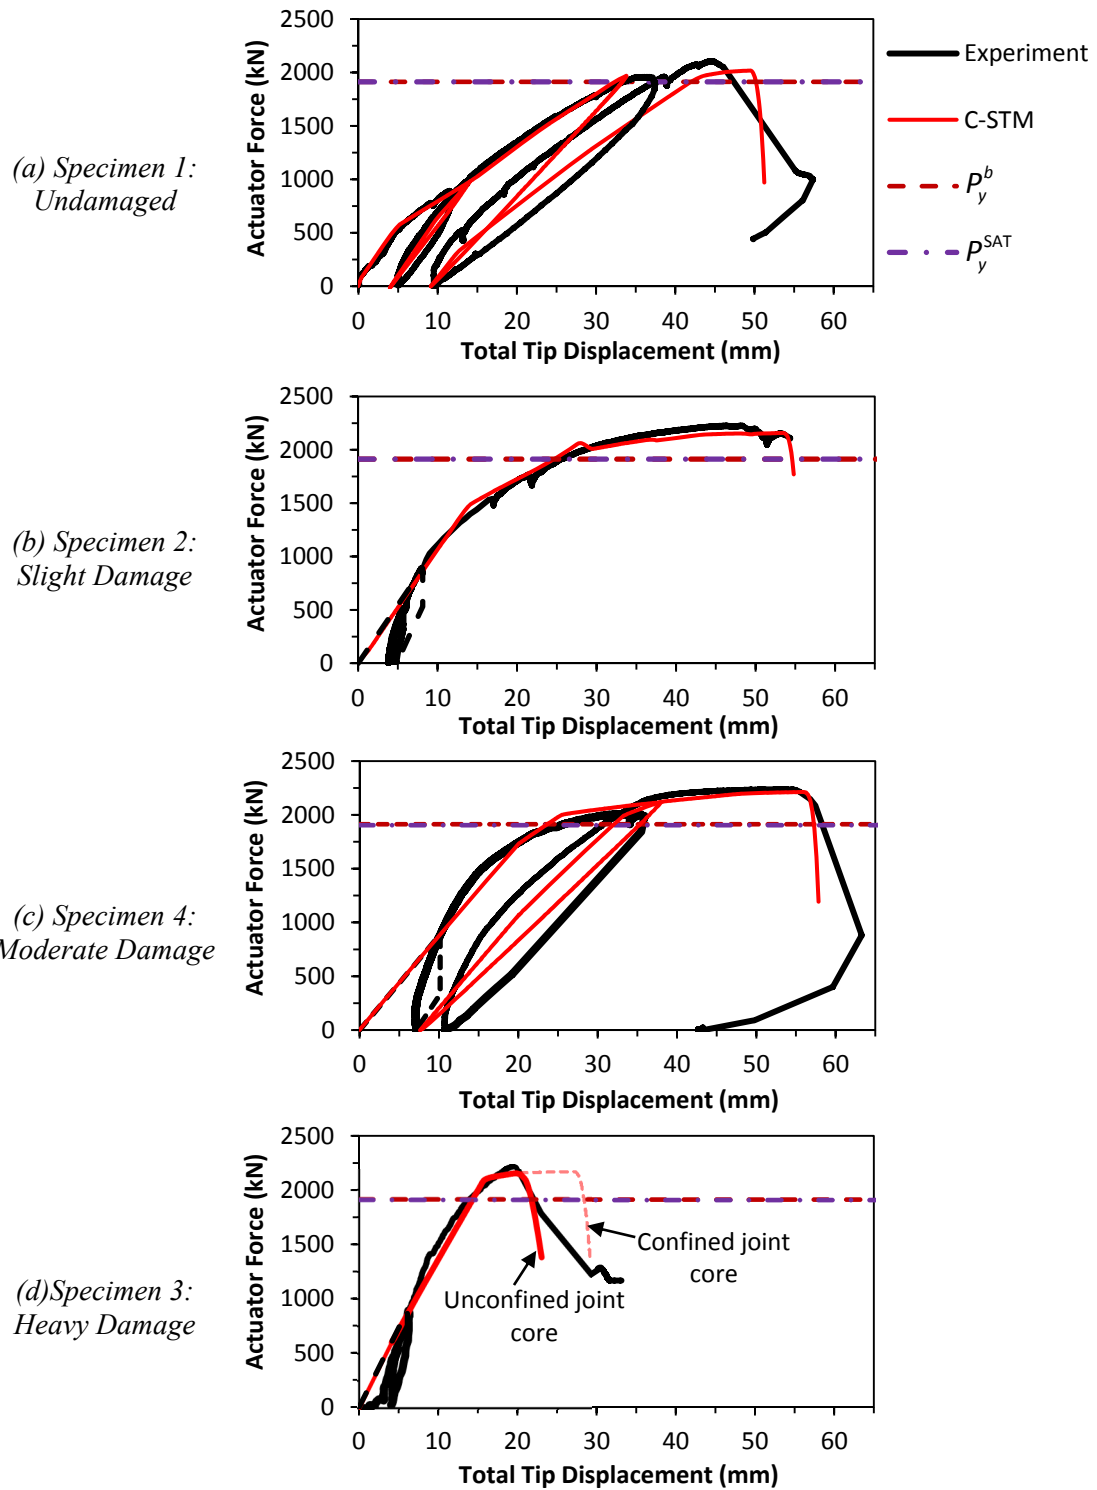 2500
2000
1500
1000
500
0
Actuator Force (kN)
0 10 20 30 40 50 60
Total Tip Displacement (mm)
(a) Specimen 1:
Undamaged
Experiment
C-STM
P_y^b
P_y^SAT
2500
2000
1500
1000
500
0
Actuator Force (kN)
0 10 20 30 40 50 60
Total Tip Displacement (mm)
(b) Specimen 2:
Slight Damage
2500
2000
1500
1000
500
0
Actuator Force (kN)
0 10 20 30 40 50 60
Total Tip Displacement (mm)
(c) Specimen 4:
Moderate Damage
2500
2000
1500
1000
500
0
Actuator Force (kN)
0 10 20 30 40 50 60
Total Tip Displacement (mm)
(d)Specimen 3:
Heavy Damage
Confined joint
core
Unconfined joint
core